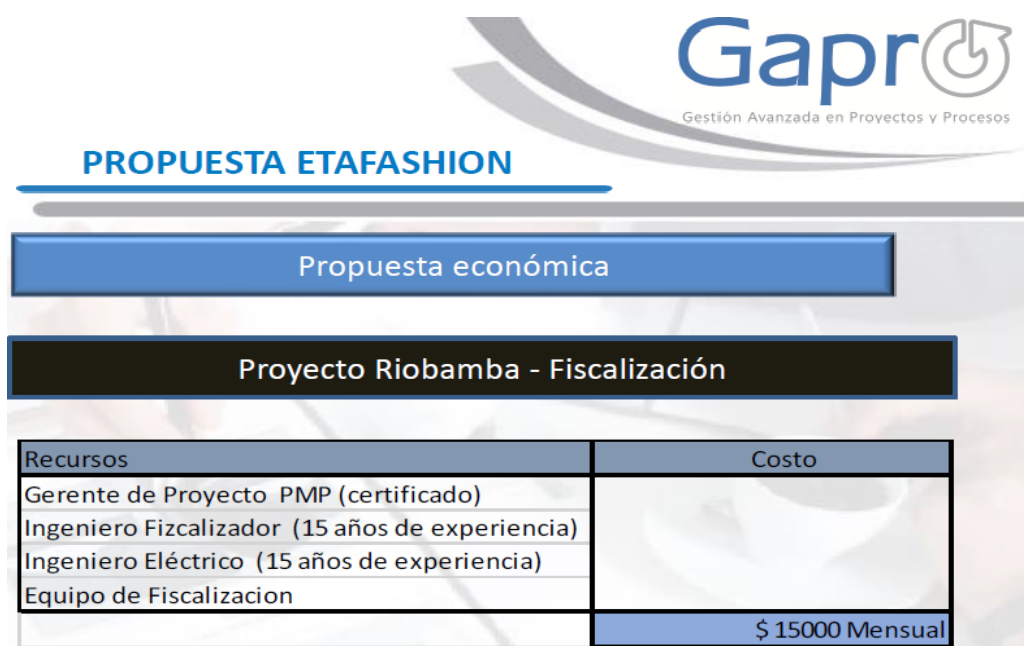 Gapro
Gestión Avanzada en Proyectos y Procesos
PROPUESTA ETAFASHION
Propuesta económica
Proyecto Riobamba - Fiscalización
Recursos Costo
Gerente de Proyecto PMP (certificado)
Ingeniero Fizcalizador (15 años de experiencia)
Ingeniero Eléctrico (15 años de experiencia)
Equipo de Fiscalizacion
$ 15000 Mensual